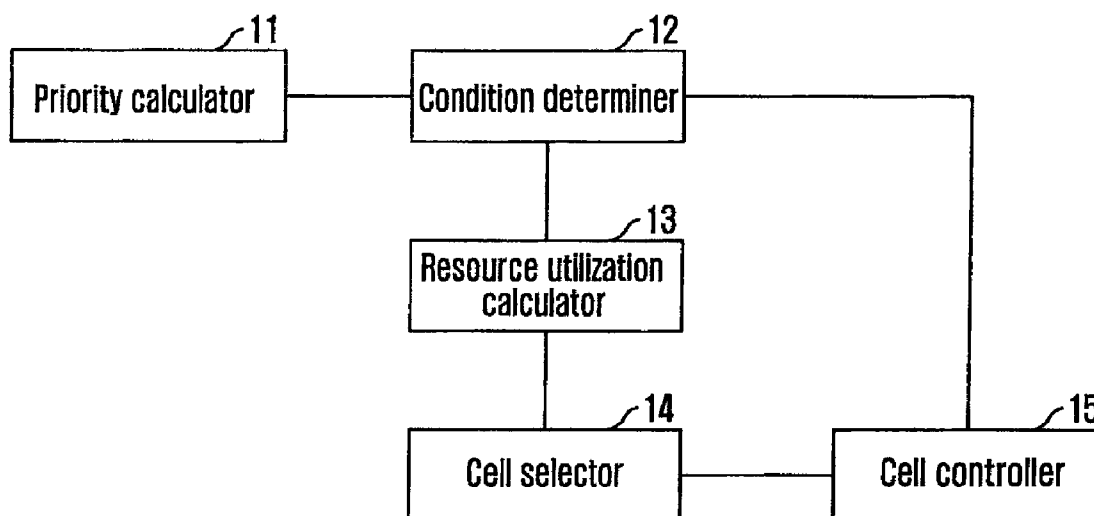 11
Priority calculator
12
Condition determiner
13
Resource utilization
calculator
14
Cell selector
15
Cell controller